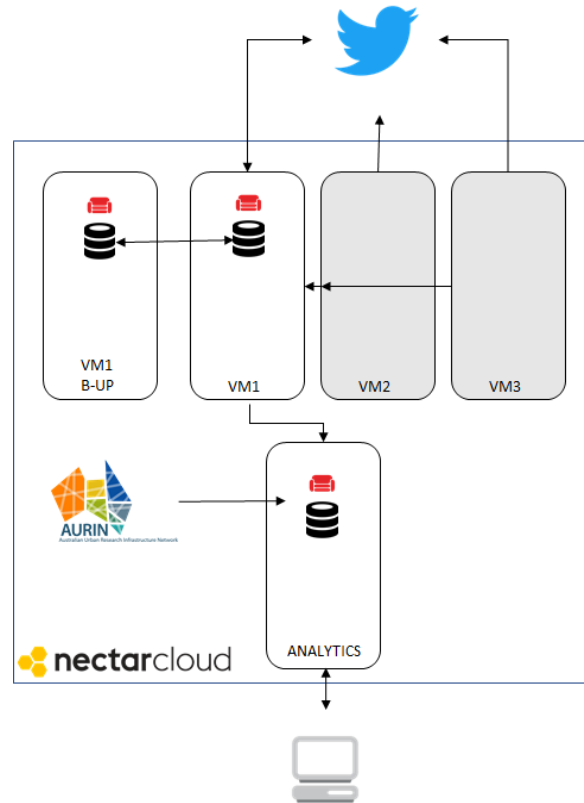 VM1
B-UP
VM1
VM2
VM3
AURIN
Australian Urban Research Infrastructure Network
nectarcloud
ANALYTICS